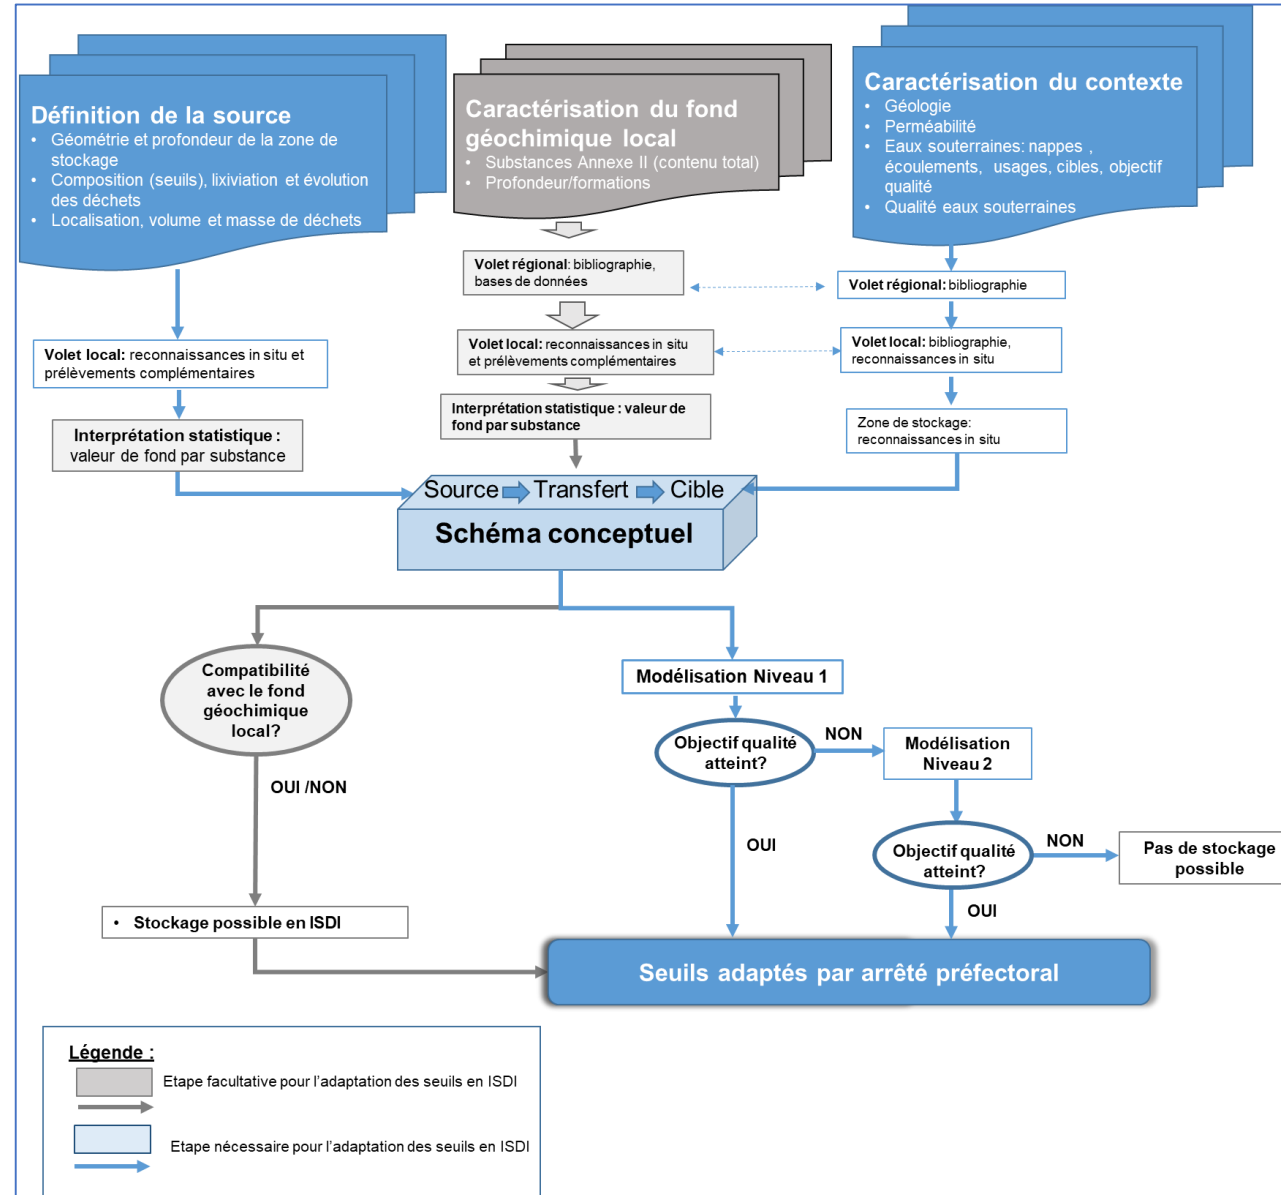 Définition de la source
• Géométrie et profondeur de la zone de
stockage
• Composition (seuils), lixiviation et évolution
des déchets
• Localisation, volume et masse de déchets
Caractérisation du fond
géochimique local
• Substances Annexe II (contenu total)
• Profondeur/formations
Caractérisation du contexte
• Géologie
• Perméabilité
• Eaux souterraines: nappes ,
écoulements, usages, cibles, objectif
qualité
• Qualité eaux souterraines
Volet régional: bibliographie,
bases de données
Volet régional: bibliographie
Volet local: reconnaissances in situ et
prélèvements complémentaires
Volet local: reconnaissances in situ
et prélèvements complémentaires
Volet local: bibliographie,
reconnaissances in situ
Interprétation statistique :
valeur de fond par substance
Interprétation statistique : valeur de
fond par substance
Zone de stockage:
reconnaissances in situ
Source Transfert Cible
Schéma conceptuel
Compatibilité
avec le fond
géochimique
local?
Modélisation Niveau 1
Objectif qualité
atteint?
NON
Modélisation
Niveau 2
OUI /NON
OUI
Objectif qualité
atteint?
NON
Pas de stockage
possible
OUI
• Stockage possible en ISDI
Seuils adaptés par arrêté préfectoral
Légende :
Etape facultative pour l'adaptation des seuils en ISDI
Etape nécessaire pour l'adaptation des seuils en ISDI